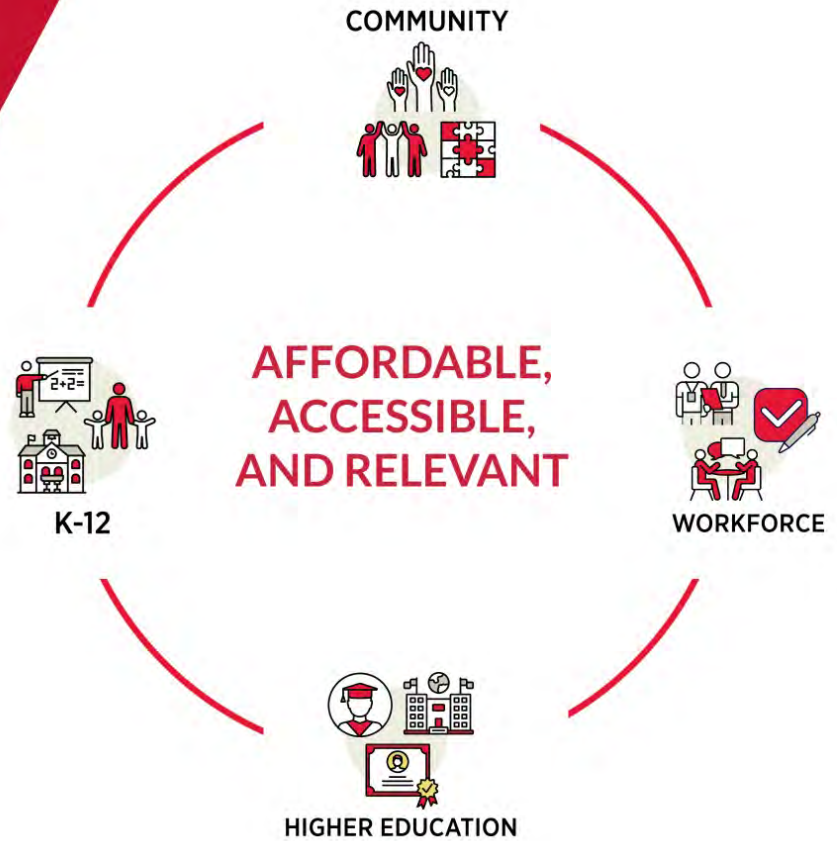 COMMUNITY
2+2=
AFFORDABLE,
ACCESSIBLE,
AND RELEVANT
K-12
WORKFORCE
HIGHER EDUCATION